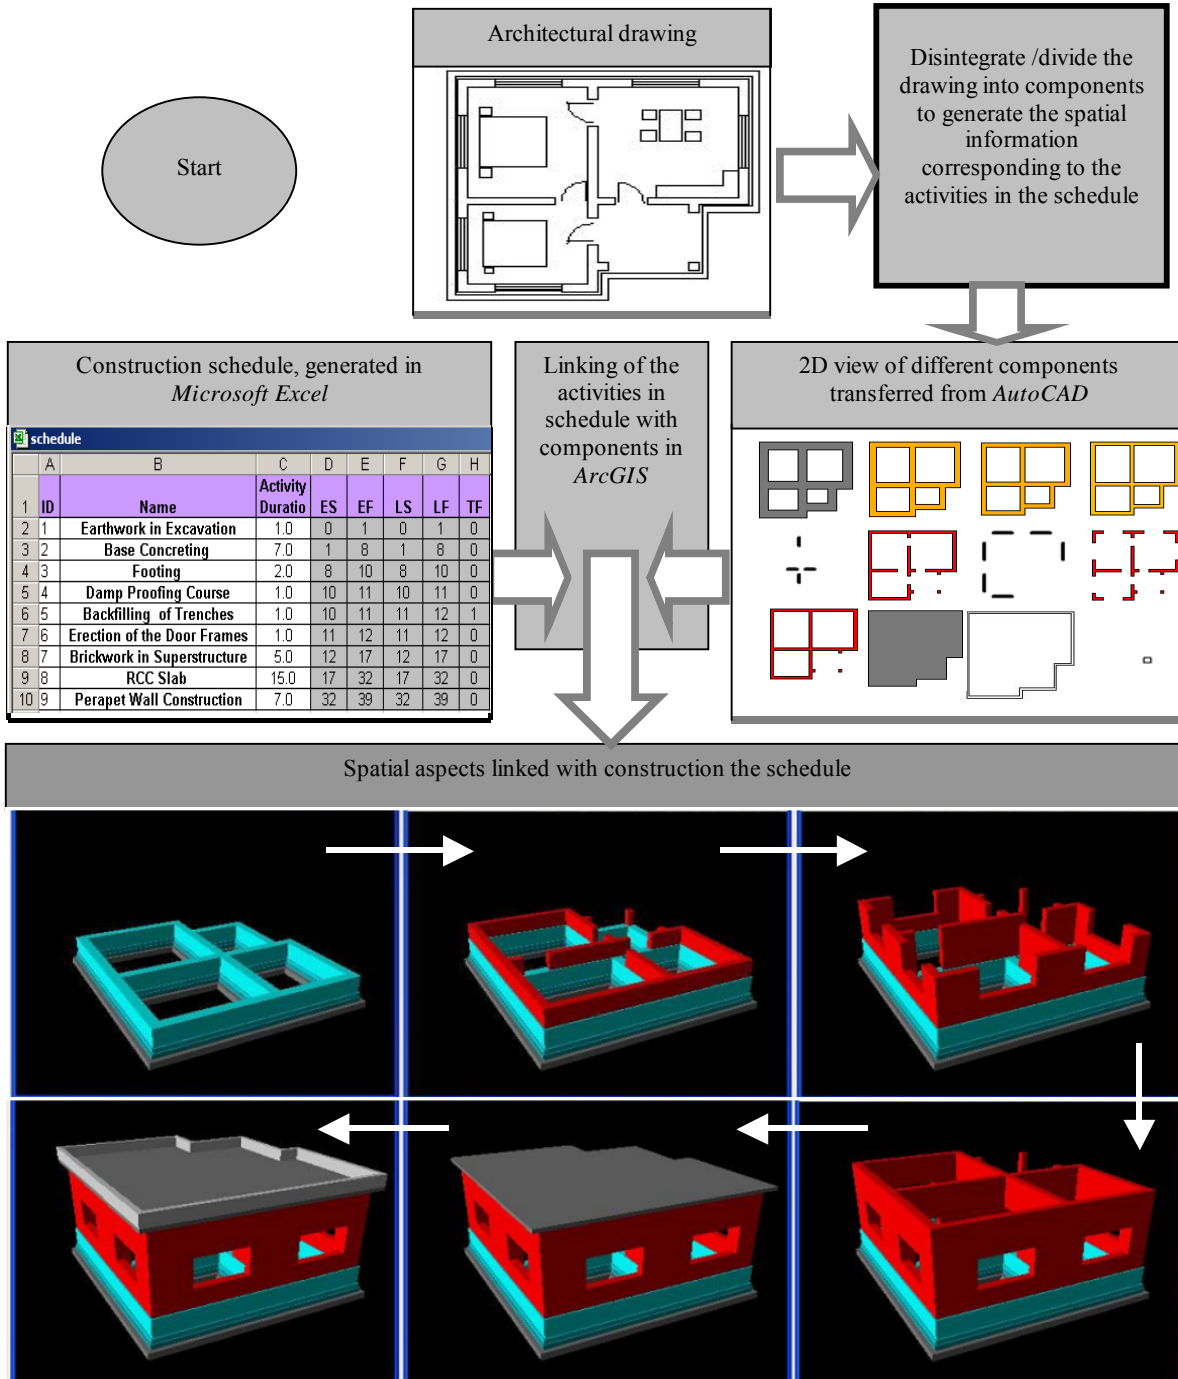 Start
Architectural drawing
Disintegrate /divide the
drawing into components
to generate the spatial
information
corresponding to the
activities in the schedule
Construction schedule, generated in
Microsoft Excel
schedule
A B C D E F G H
1 ID Name Activity Duratio ES EF LS LF TF
2 1 Earthwork in Excavation 1.0 0 1 0 1 0
3 2 Base Concreting 7.0 1 8 1 8 0
4 3 Footing 2.0 8 10 8 10 0
5 4 Damp Proofing Course 1.0 10 11 10 11 0
6 5 Backfilling of Trenches 1.0 10 11 11 12 1
7 6 Erection of the Door Frames 1.0 11 12 11 12 0
8 7 Brickwork in Superstructure 5.0 12 17 12 17 0
9 8 RCC Slab 15.0 17 32 17 32 0
10 9 Perapet Wall Construction 7.0 32 39 32 39 0
Linking of the
activities in
schedule with
components in
ArcGIS
2D view of different components
transferred from AutoCAD
Spatial aspects linked with construction the schedule